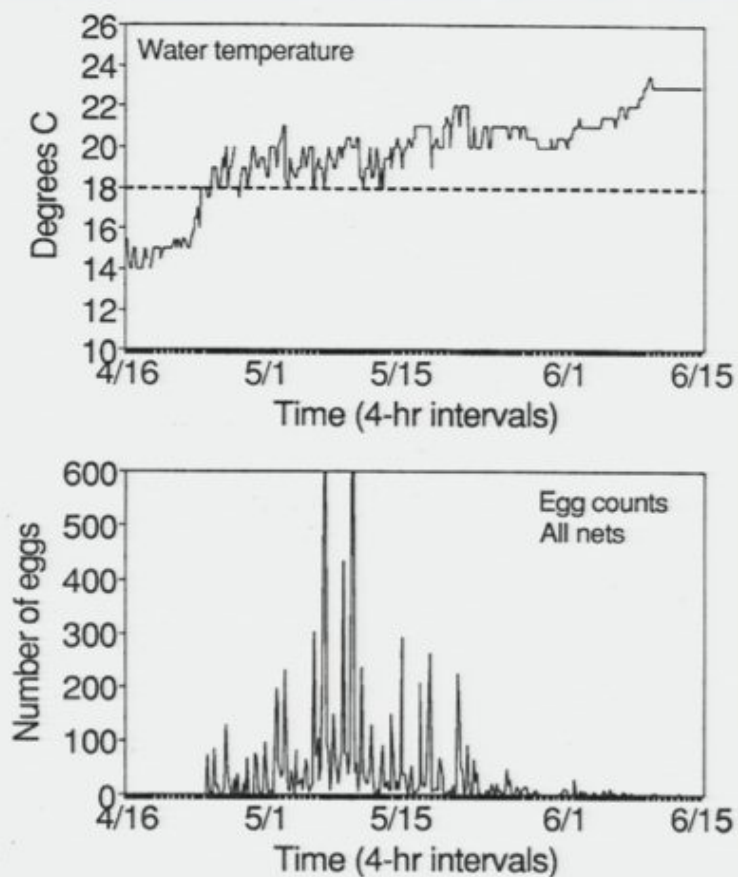 Water temperature
26
24
22
20
18
16
14
12
10
Degrees C
4/16 5/1 5/15 6/1 6/15
Time (4-hr intervals)
Egg counts
All nets
600
500
400
300
200
100
0
Number of eggs
4/16 5/1 5/15 6/1 6/15
Time (4-hr intervals)